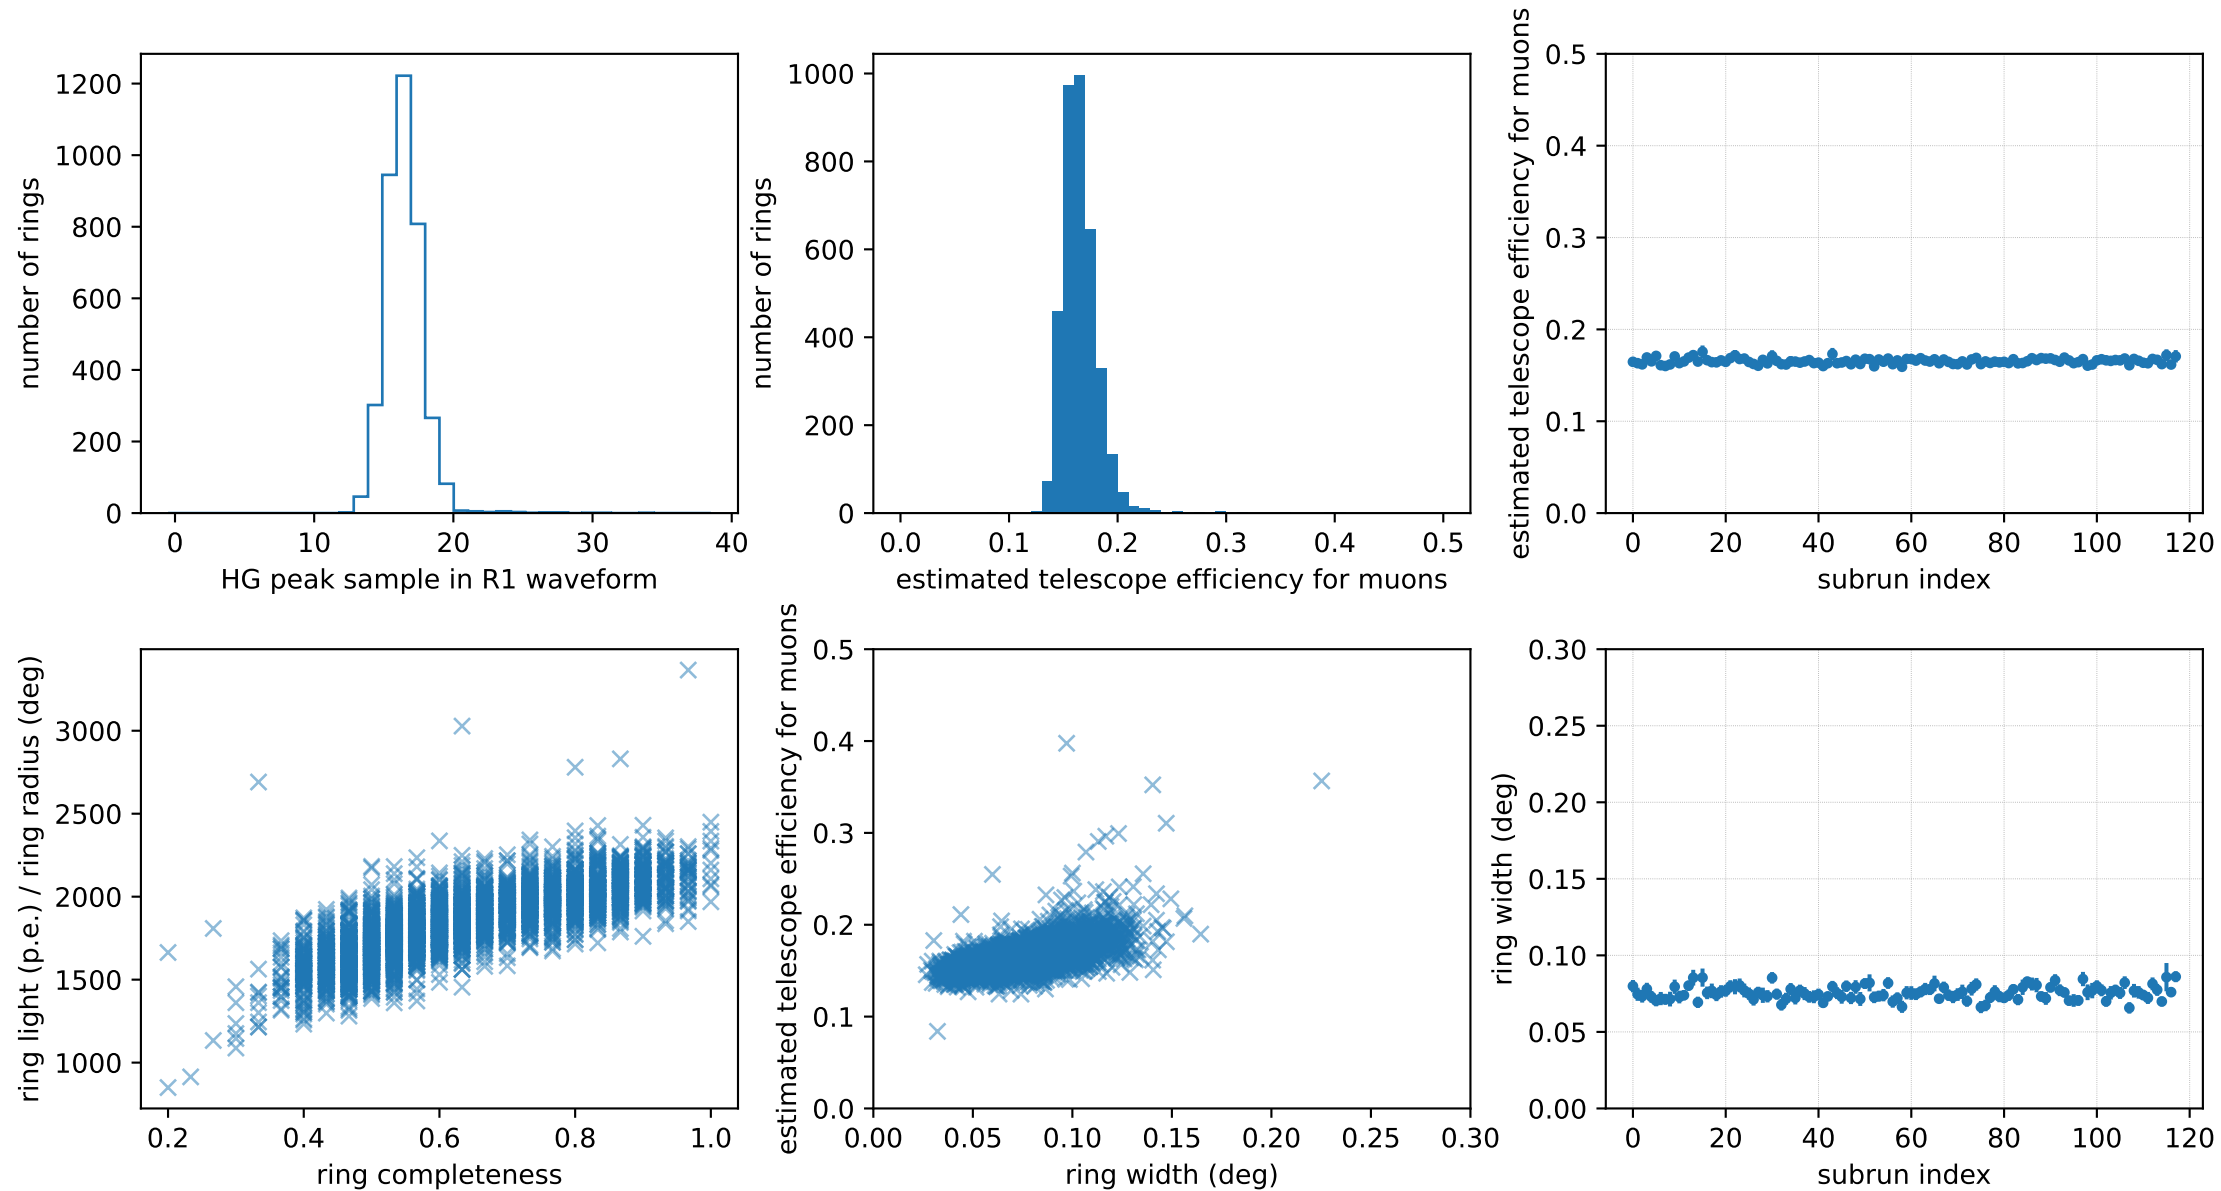 number of rings
1200
1000
800
600
400
200
0
0 10 20 30 40
HG peak sample in R1 waveform
number of rings
1000
800
600
400
200
0
0.0 0.1 0.2 0.3 0.4 0.5
estimated telescope efficiency for muons
estimated telescope efficiency for muons
0.5
0.4
0.3
0.2
0.1
0.0
0 20 40 60 80 100 120
subrun index
ring light (p.e.) / ring radius (deg)
3000
2500
2000
1500
1000
0.2 0.4 0.6 0.8 1.0
ring completeness
estimated telescope efficiency for muons
0.5
0.4
0.3
0.2
0.1
0.0
0.00 0.05 0.10 0.15 0.20 0.25 0.30
ring width (deg)
ring width (deg)
0.30
0.25
0.20
0.15
0.10
0.05
0.00
0 20 40 60 80 100 120
subrun index